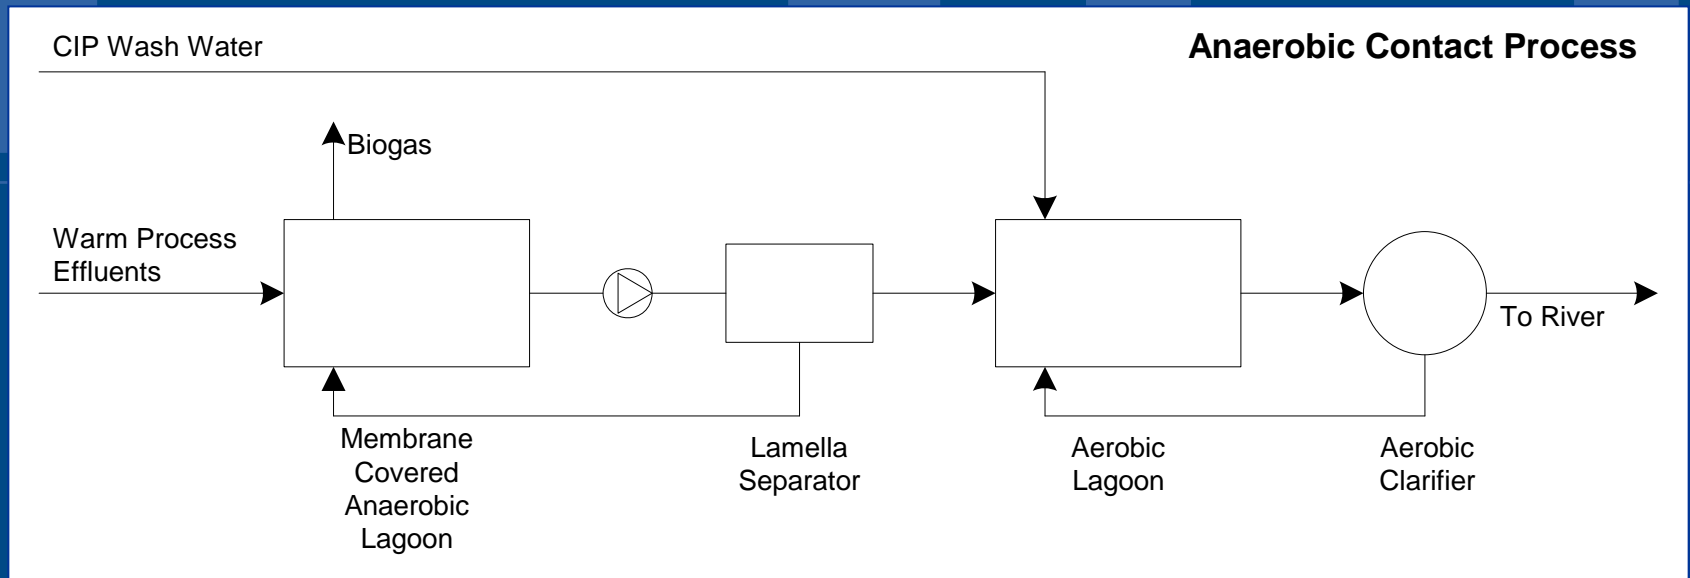 CIP Wash Water
Anaerobic Contact Process
Biogas
Warm Process
Effluents
To River
Membrane
Covered
Anaerobic
Lagoon
Lamella
Separator
Aerobic
Lagoon
Aerobic
Clarifier